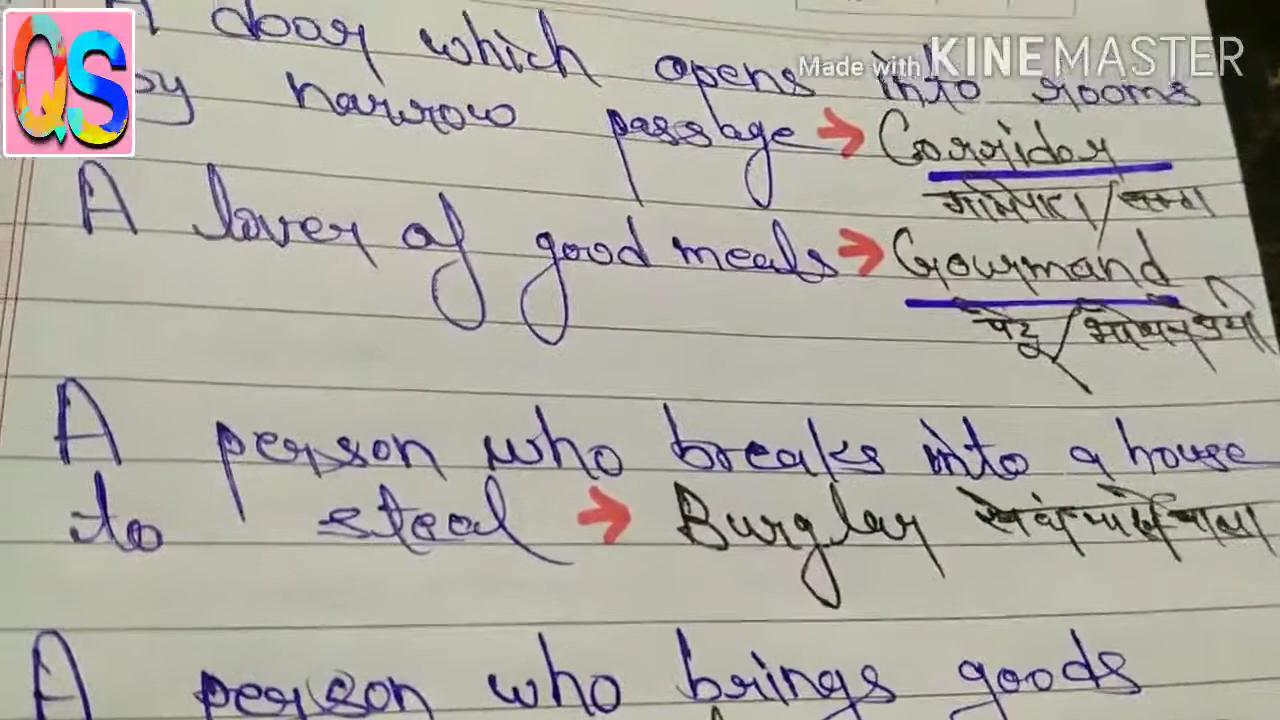 QS
Made with KINEMASTER
A door which opens into rooms
by narrow passage → Corridor
A lover of good meals → Gourmand
पेटू / भोजन प्रेमी
A person who breaks into a house
to steal → Burglar
A person who brings goods